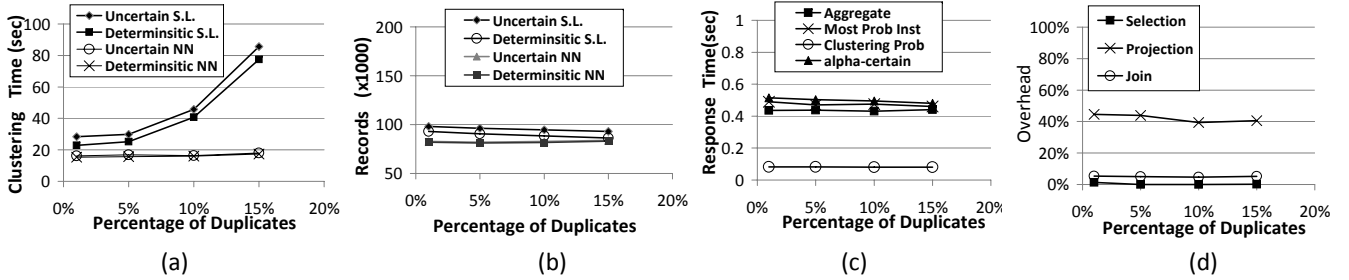 Clustering Time (sec)
100
80
60
40
20
0
Uncertain S.L.
Determinsitic S.L.
Uncertain NN
Determinsitic NN
0% 5% 10% 15% 20%
Percentage of Duplicates
(a)
Records (x1000)
200
150
100
50
Uncertain S.L.
Determinsitic S.L.
Uncertain NN
Determinsitic NN
0% 5% 10% 15% 20%
Percentage of Duplicates
(b)
Response Time(sec)
1
0.8
0.6
0.4
0.2
0
Aggregate
Most Prob Inst
Clustering Prob
alpha-certain
0% 5% 10% 15% 20%
Percentage of Duplicates
(c)
Overhead
100%
80%
60%
40%
20%
0%
Selection
Projection
Join
0% 5% 10% 15% 20%
Percentage of Duplicates
(d)